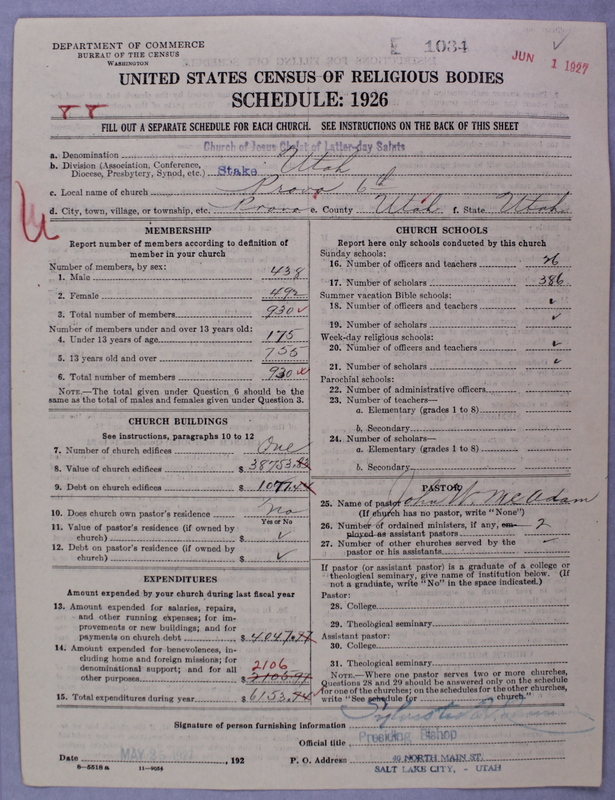 DEPARTMENT OF COMMERCE
BUREAU OF THE CENSUS
WASHINGTON
E 1034
JUN 1 1927
UNITED STATES CENSUS OF RELIGIOUS BODIES
SCHEDULE: 1926
FILL OUT A SEPARATE SCHEDULE FOR EACH CHURCH. SEE INSTRUCTIONS ON THE BACK OF THIS SHEET
Church of Jesus Christ of Latter-day Saints
a. Denomination
b. Division (Association, Conference, Diocese, Presbytery, Synod, etc.) Stake Utah
c. Local name of church Provo 6th
d. City, town, village, or township, etc. Provo e. County Utah f. State Utah
MEMBERSHIP
Report number of members according to definition of member in your church
Number of members, by sex:
1. Male 438
2. Female 492
3. Total number of members 930
Number of members under and over 13 years old:
4. Under 13 years of age 175
5. 13 years old and over 755
6. Total number of members 930
NOTE.—The total given under Question 6 should be the same as the total of males and females given under Question 3.
CHURCH BUILDINGS
See instructions, paragraphs 10 to 12
7. Number of church edifices One
8. Value of church edifices $ 38753
9. Debt on church edifices $ 1077
10. Does church own pastor's residence? No
Yes or No
11. Value of pastor's residence (if owned by church) $ ✓
12. Debt on pastor's residence (if owned by church) $ ✓
EXPENDITURES
Amount expended by your church during last fiscal year
13. Amount expended for salaries, repairs, and other running expenses; for improvements or new buildings; and for payments on church debt $ 4047
14. Amount expended for benevolences, including home and foreign missions; for denominational support; and for all other purposes $ 2106
15. Total expenditures during year $ 6153
CHURCH SCHOOLS
Report here only schools conducted by this church
Sunday schools:
16. Number of officers and teachers 26
17. Number of scholars 386
Summer vacation Bible schools:
18. Number of officers and teachers ✓
19. Number of scholars ✓
Week-day religious schools:
20. Number of officers and teachers ✓
21. Number of scholars ✓
Parochial schools:
22. Number of administrative officers
23. Number of teachers—
a. Elementary (grades 1 to 8)
b. Secondary
24. Number of scholars—
a. Elementary (grades 1 to 8)
b. Secondary
PASTOR
25. Name of pastor John W. McAdam
(If church has no pastor, write "None")
26. Number of ordained ministers, if any, employed as assistant pastors 2
27. Number of other churches served by the pastor or his assistants –
If pastor (or assistant pastor) is a graduate of a college or theological seminary, give name of institution below. (If not a graduate, write "No" in the space indicated.)
Pastor:
28. College
29. Theological seminary
Assistant pastor:
30. College
31. Theological seminary
NOTE.—Where one pastor serves two or more churches, Questions 28 and 29 should be answered only on the schedule for one of the churches; on the schedules for the other churches, write "See schedule for church."
Signature of person furnishing information
Official title Presiding Bishop
Date MAY , 192 P. O. Address 40 NORTH MAIN ST.
SALT LAKE CITY, - UTAH
8—5518 a 11—9054